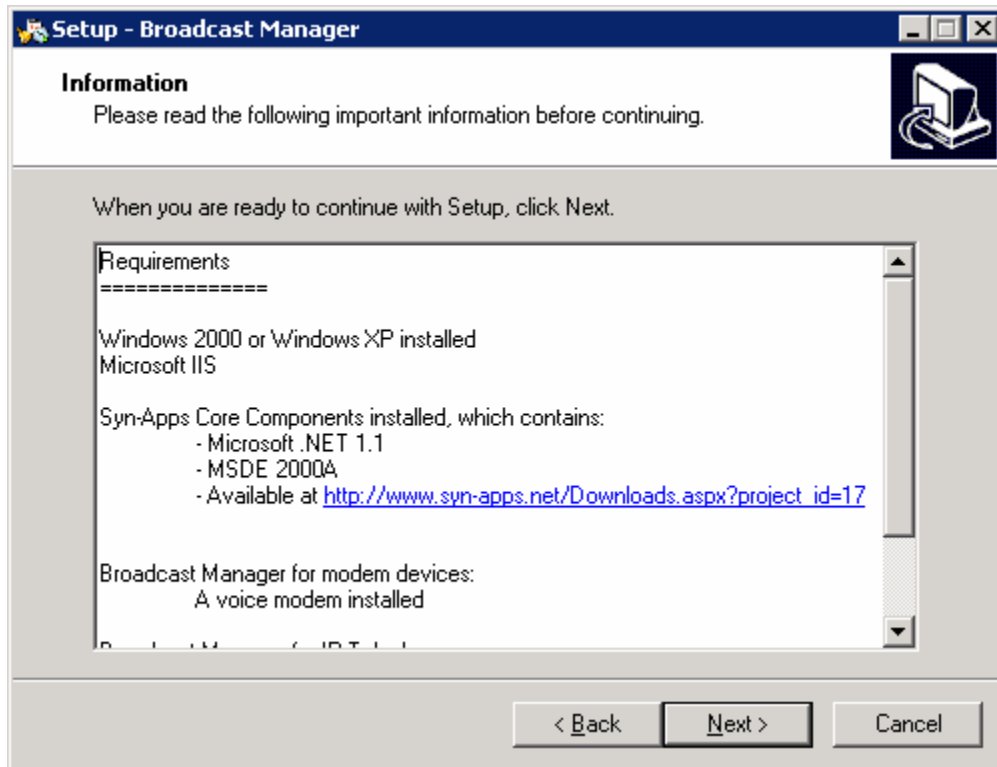 Setup - Broadcast Manager
Information
Please read the following important information before continuing.
When you are ready to continue with Setup, click Next.
Requirements
==============
Windows 2000 or Windows XP installed
Microsoft IIS
Syn-Apps Core Components installed, which contains:
- Microsoft .NET 1.1
- MSDE 2000A
- Available at http://www.syn-apps.net/Downloads.aspx?project_id=17
Broadcast Manager for modem devices:
A voice modem installed
< Back
Next >
Cancel